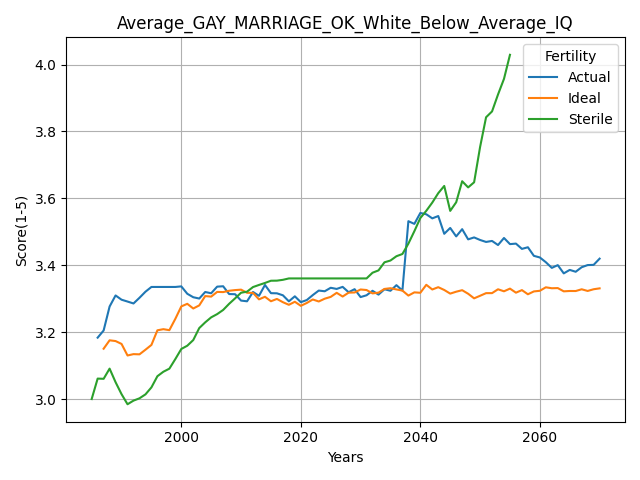 Average_GAY_MARRIAGE_OK_White_Below_Average_IQ
Fertility
Actual
Ideal
Sterile
Score(1-5)
4.0
3.8
3.6
3.4
3.2
3.0
2000 2020 2040 2060
Years